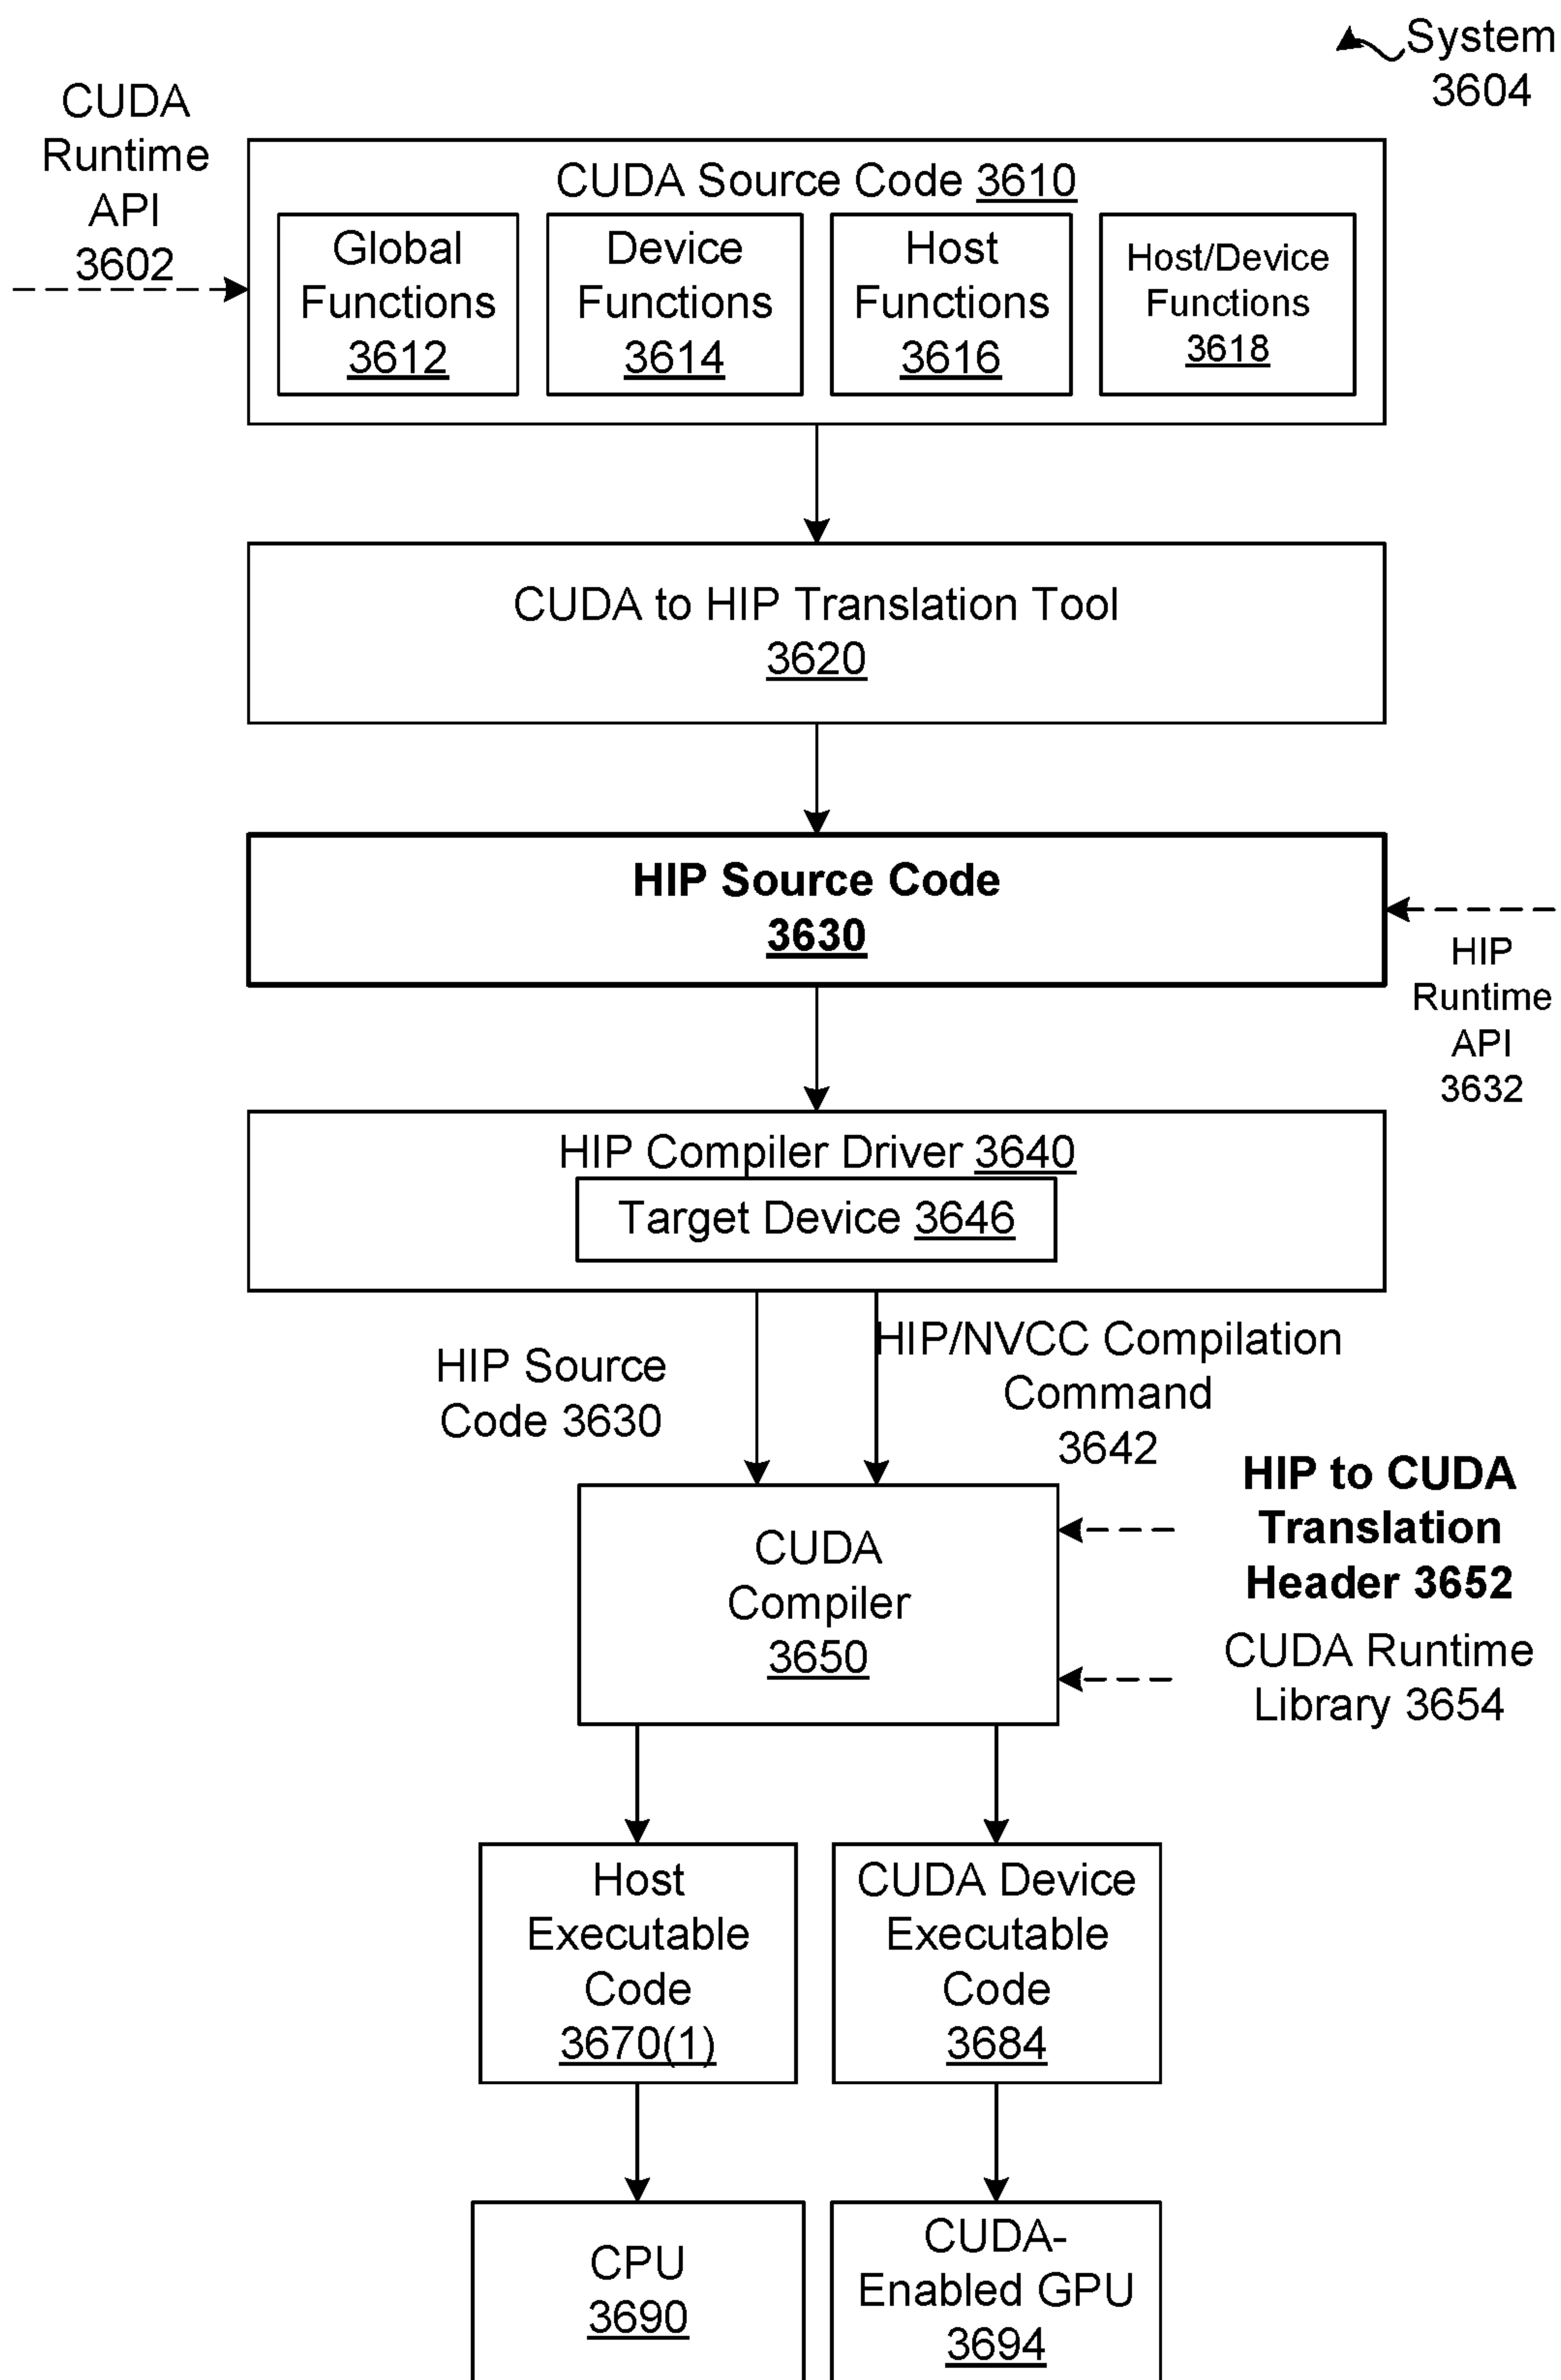 System
3604
CUDA
Runtime
API
3602
CUDA Source Code 3610
Global
Functions
3612
Device
Functions
3614
Host
Functions
3616
Host/Device
Functions
3618
CUDA to HIP Translation Tool
3620
HIP Source Code
3630
HIP
Runtime
API
3632
HIP Compiler Driver 3640
Target Device 3646
HIP Source
Code 3630
HIP/NVCC Compilation
Command
3642
HIP to CUDA
Translation
Header 3652
CUDA Runtime
Library 3654
CUDA
Compiler
3650
Host
Executable
Code
3670(1)
CUDA Device
Executable
Code
3684
CPU
3690
CUDA-
Enabled GPU
3694